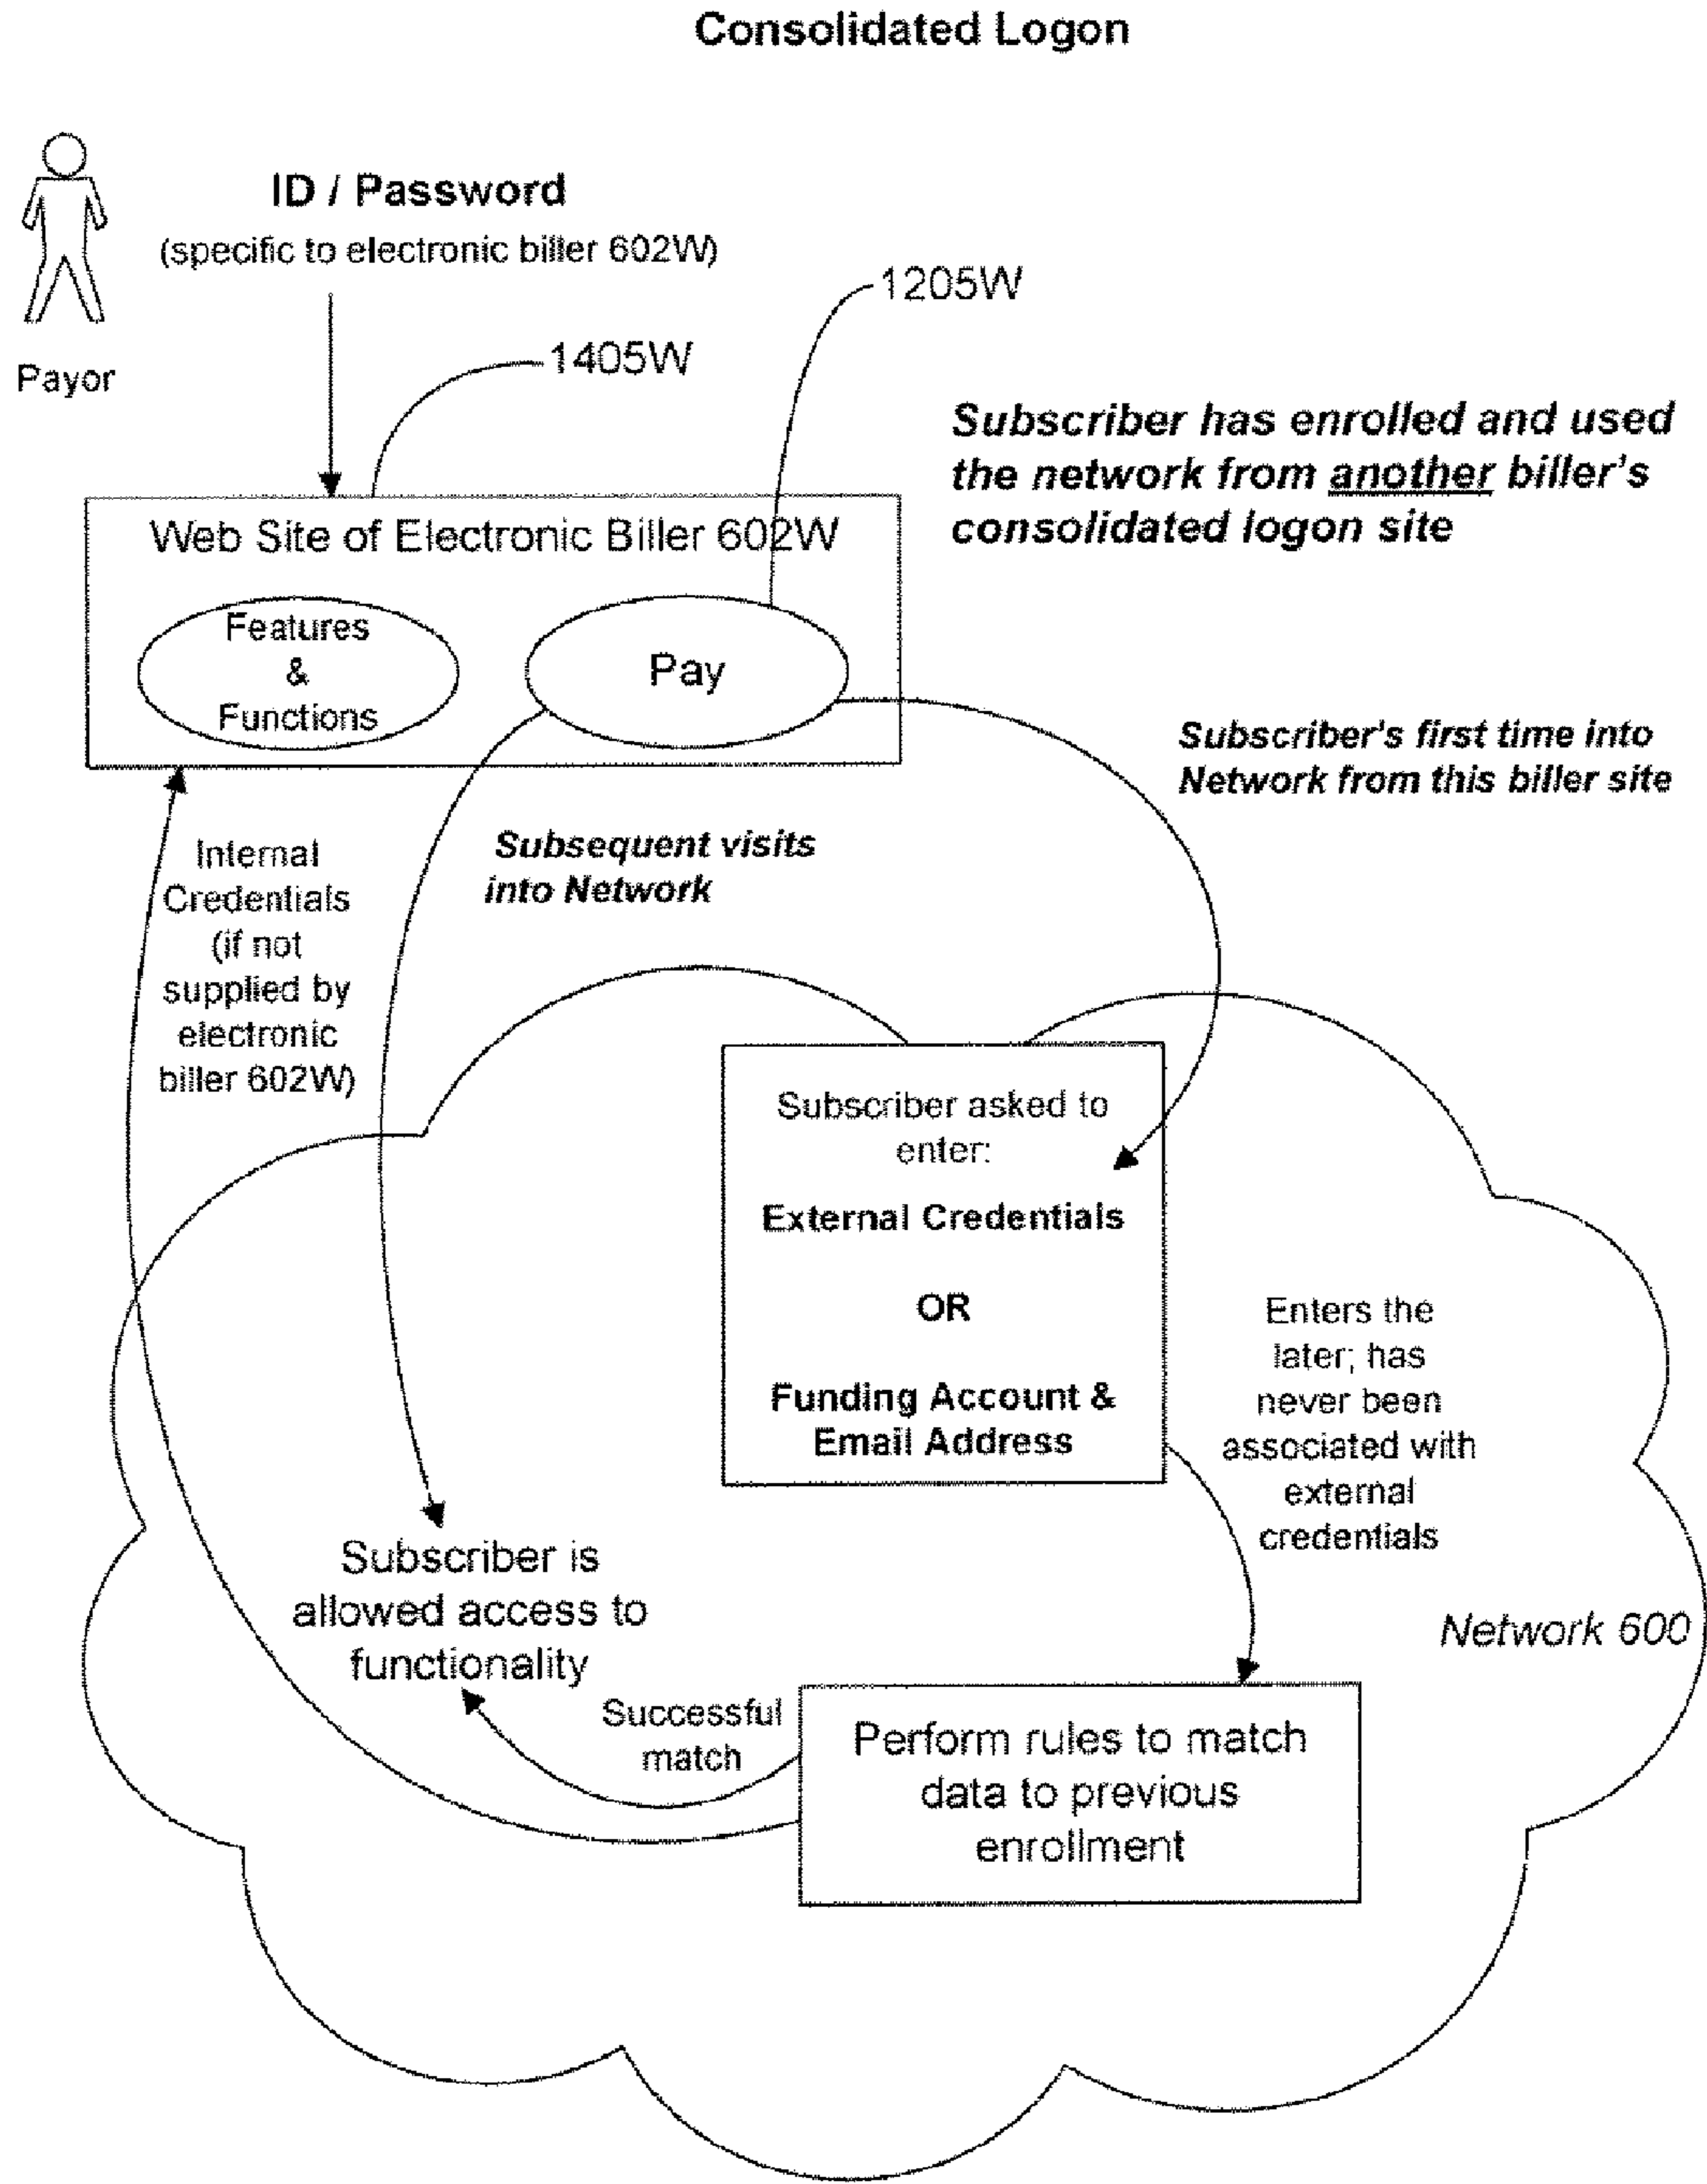 Consolidated Logon
ID / Password
(specific to electronic biller 602W)
Payor
1405W
1205W
Subscriber has enrolled and used
the network from another biller's
consolidated logon site
Web Site of Electronic Biller 602W
Features
&
Functions
Pay
Subscriber's first time into
Network from this biller site
Subsequent visits
into Network
Internal
Credentials
(if not
supplied by
electronic
biller 602W)
Subscriber asked to
enter:
External Credentials
OR
Funding Account &
Email Address
Enters the
later; has
never been
associated with
external
credentials
Subscriber is
allowed access to
functionality
Network 600
Successful
match
Perform rules to match
data to previous
enrollment